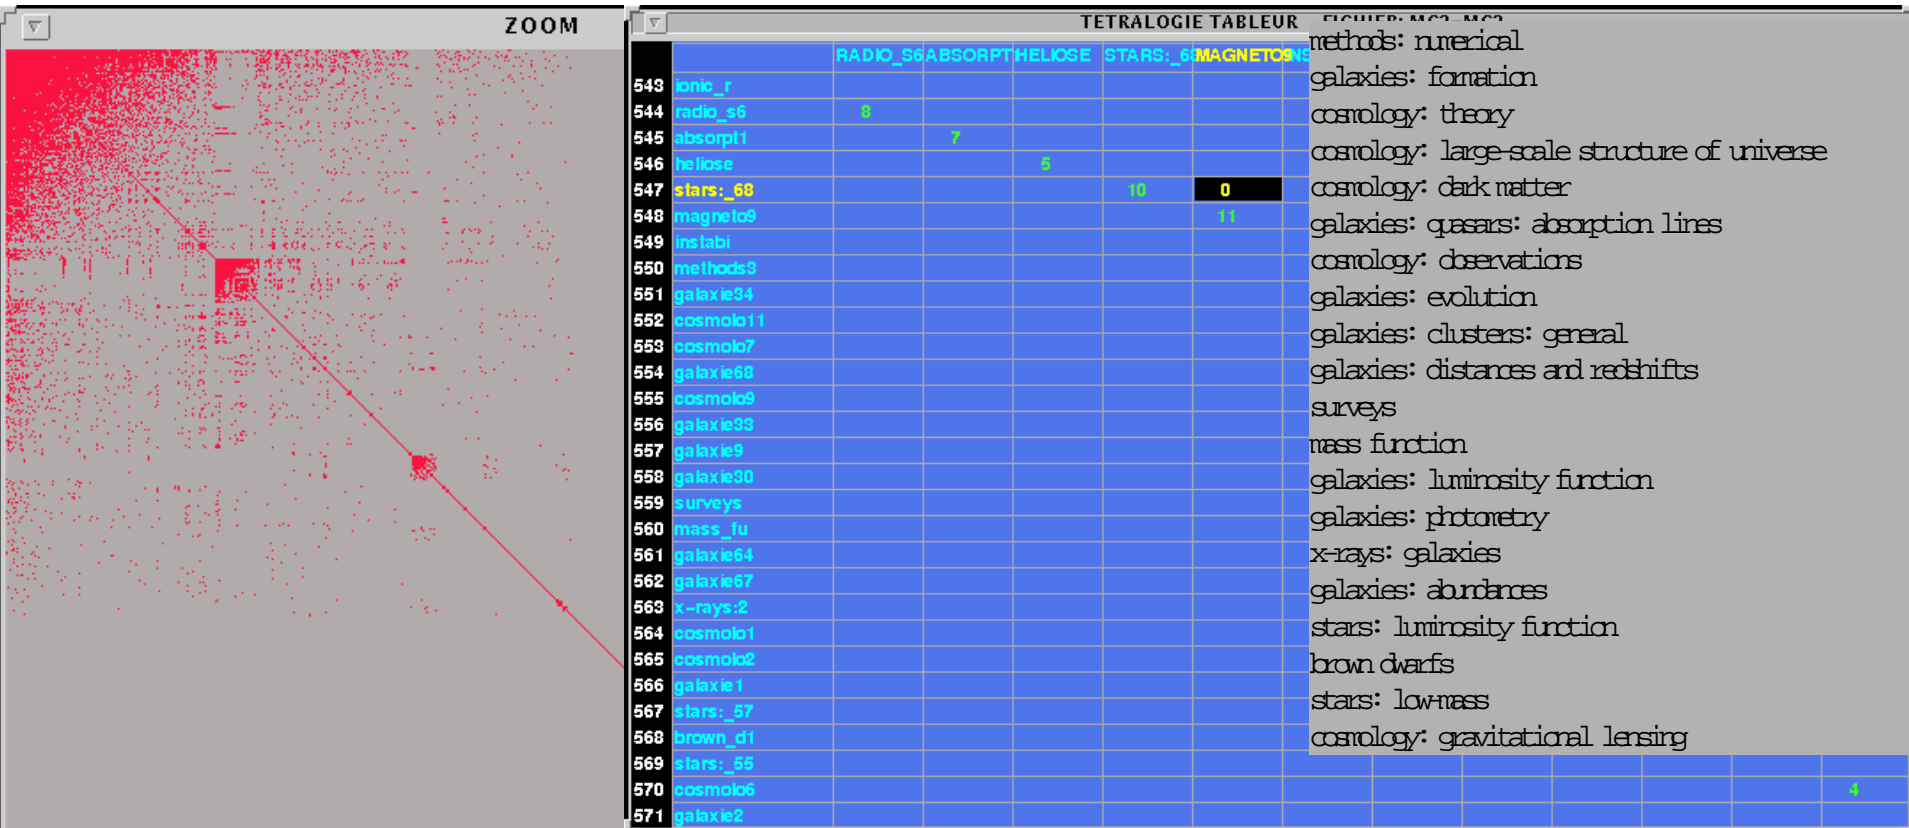 ZOOM
TETRALOGIE TABLEUR FICHIER: MC2-MC2
RADIO_S6 ABSORPT HELIOSE STARS:_68 MAGNETO9 NS
543 ionic_r
544 radio_s6 8
545 absorpt1 7
546 heliose 5
547 stars:_68 10 0
548 magneto9 11
549 instabi
550 methods3
551 galaxie34
552 cosmolo11
553 cosmolo7
554 galaxie68
555 cosmolo9
556 galaxie33
557 galaxie9
558 galaxie30
559 surveys
560 mass_fu
561 galaxie64
562 galaxie67
563 x-rays:2
564 cosmolo1
565 cosmolo2
566 galaxie1
567 stars:_57
568 brown_d1
569 stars:_55
570 cosmolo6 4
571 galaxie2
methods: numerical
galaxies: formation
cosmology: theory
cosmology: large-scale structure of universe
cosmology: dark matter
galaxies: quasars: absorption lines
cosmology: observations
galaxies: evolution
galaxies: clusters: general
galaxies: distances and redshifts
surveys
mass function
galaxies: luminosity function
galaxies: photometry
x-rays: galaxies
galaxies: abundances
stars: luminosity function
brown dwarfs
stars: low-mass
cosmology: gravitational lensing